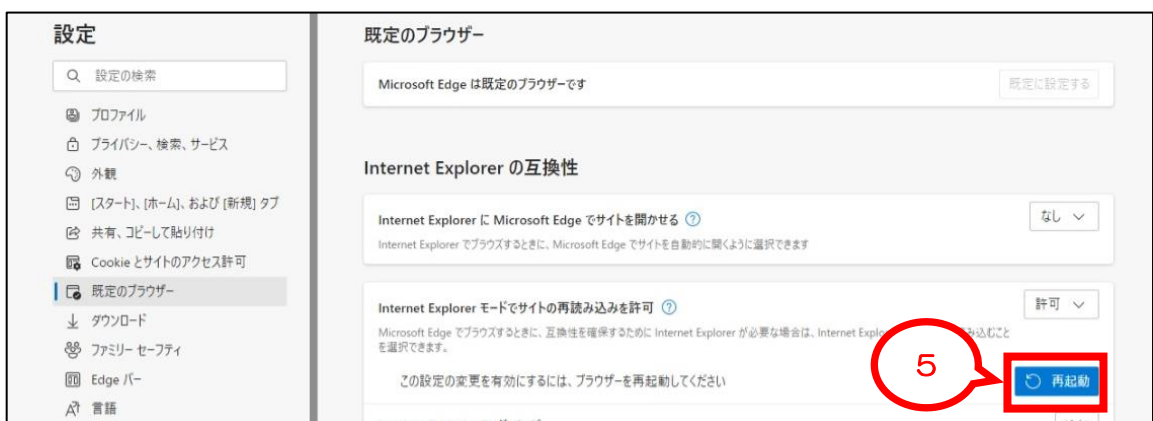 設定
設定の検索
プロファイル
プライバシー、検索、サービス
外観
[スタート]、[ホーム]、および [新規] タブ
共有、コピーして貼り付け
Cookie とサイトのアクセス許可
既定のブラウザー
ダウンロード
ファミリー セーフティ
Edge バー
言語
既定のブラウザー
Microsoft Edge は既定のブラウザーです
既定に設定する
Internet Explorer の互換性
Internet Explorer に Microsoft Edge でサイトを開かせる
なし
Internet Explorer でブラウズするときに、Microsoft Edge でサイトを自動的に開くように選択できます
Internet Explorer モードでサイトの再読み込みを許可
許可
Microsoft Edge でブラウズするときに、互換性を確保するために Internet Explorer が必要な場合は、Internet Explo み込むこと
を選択できます。
この設定の変更を有効にするには、ブラウザーを再起動してください
5
再起動